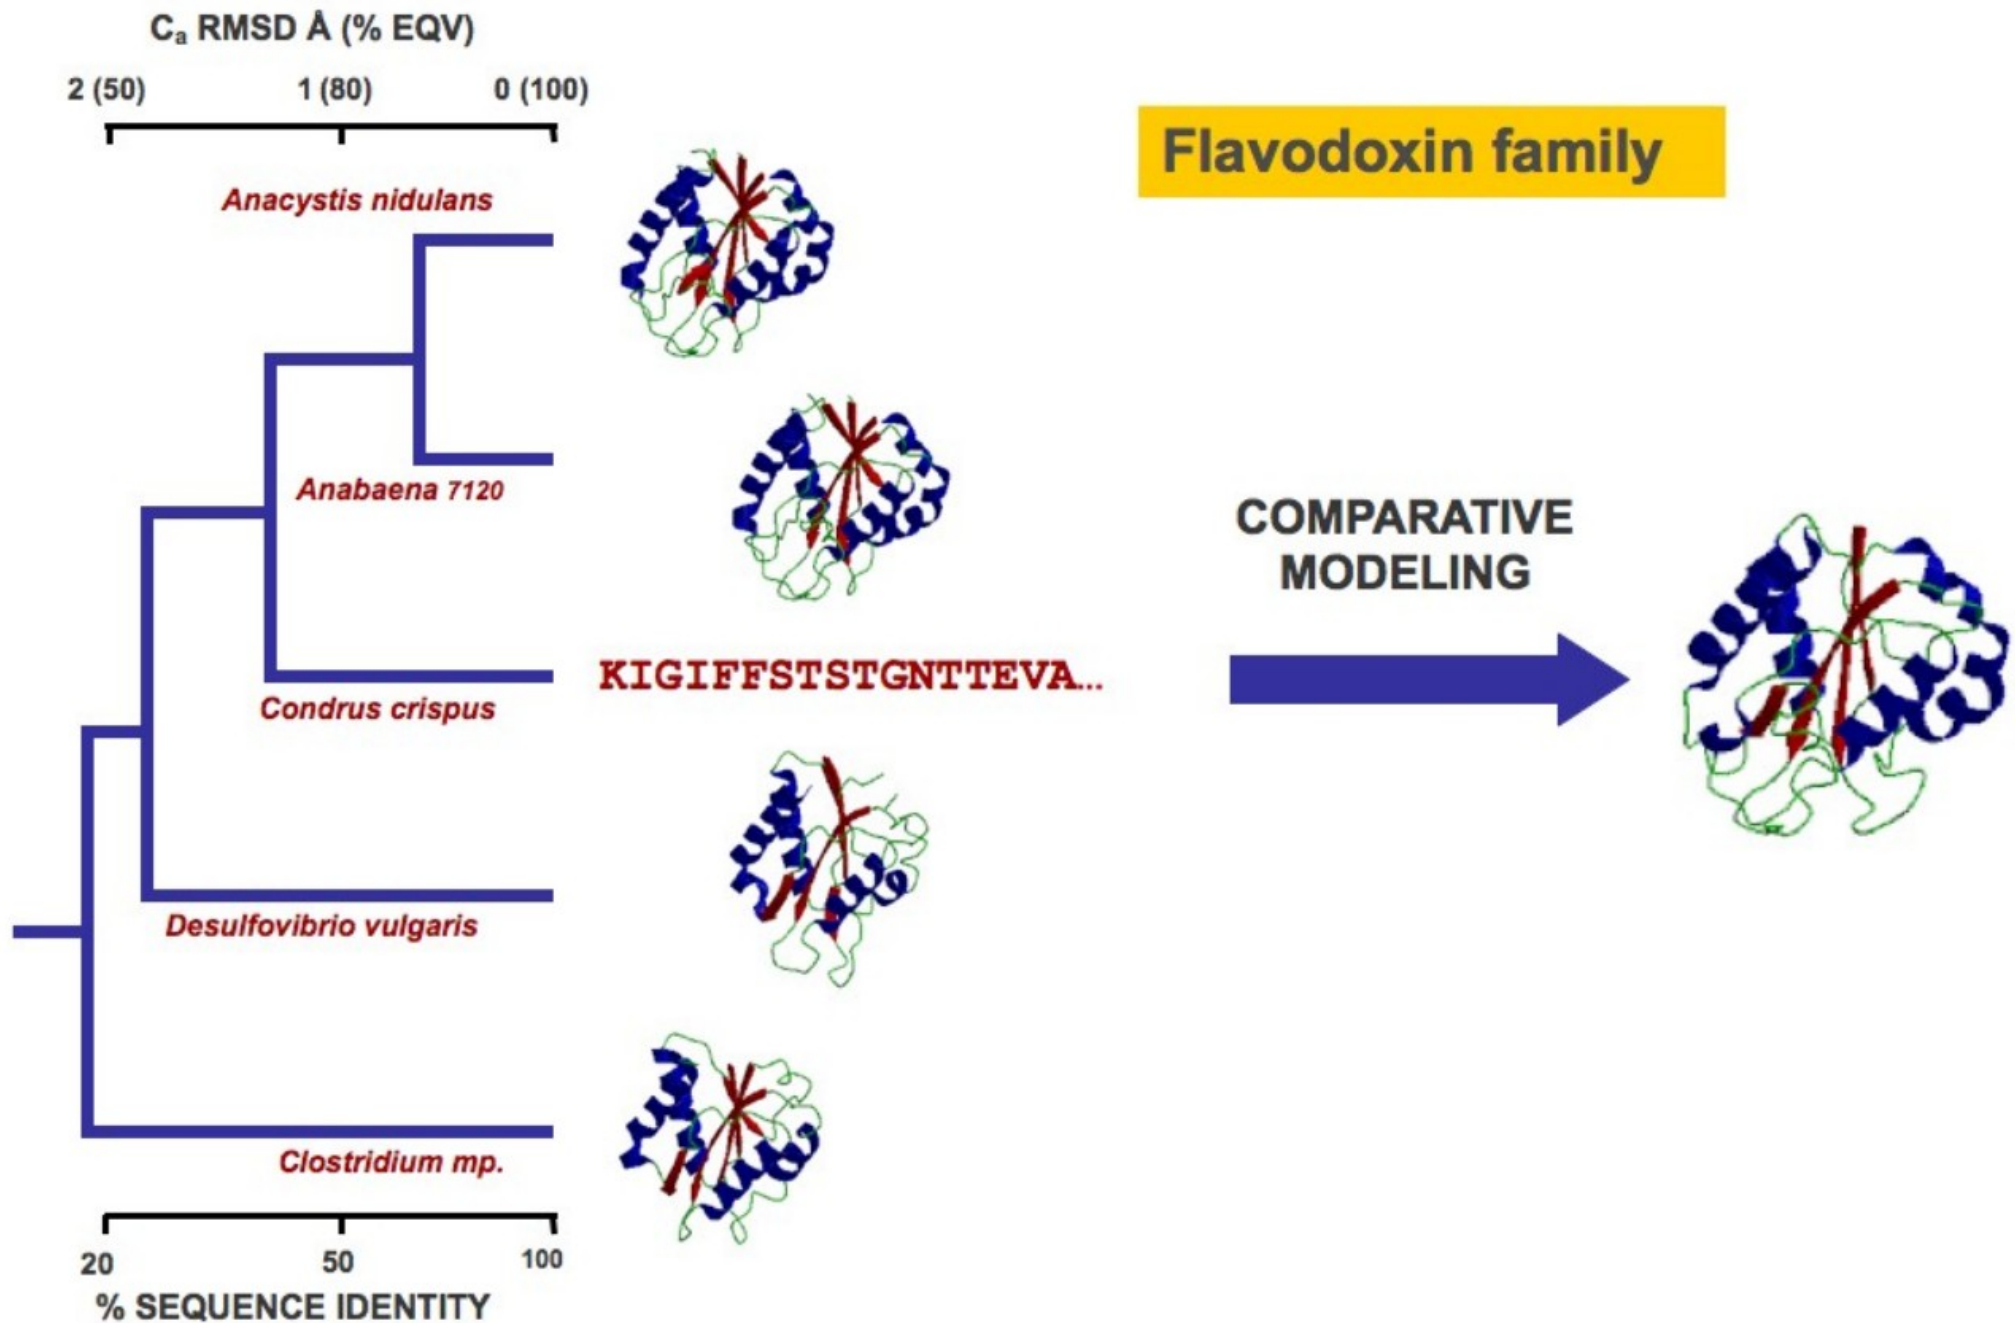 Cₐ RMSD Å (% EQV)
2 (50) 1 (80) 0 (100)
Flavodoxin family
Anacystis nidulans
Anabaena 7120
COMPARATIVE
MODELING
KIGIFFSTSTGNTTEVA...
Condrus crispus
Desulfovibrio vulgaris
Clostridium mp.
20 50 100
% SEQUENCE IDENTITY